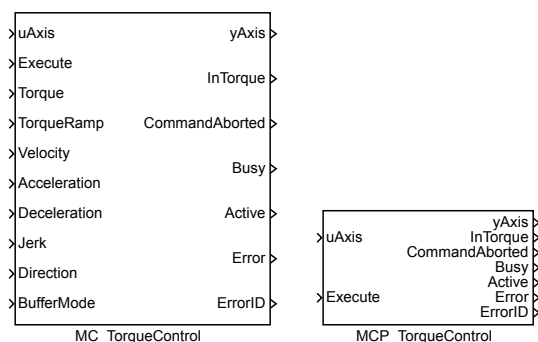 uAxis
Execute
Torque
TorqueRamp
Velocity
Acceleration
Deceleration
Jerk
Direction
BufferMode
yAxis
InTorque
CommandAborted
Busy
Active
Error
ErrorID
MC_TorqueControl
uAxis
Execute
yAxis
InTorque
CommandAborted
Busy
Active
Error
ErrorID
MCP_TorqueControl